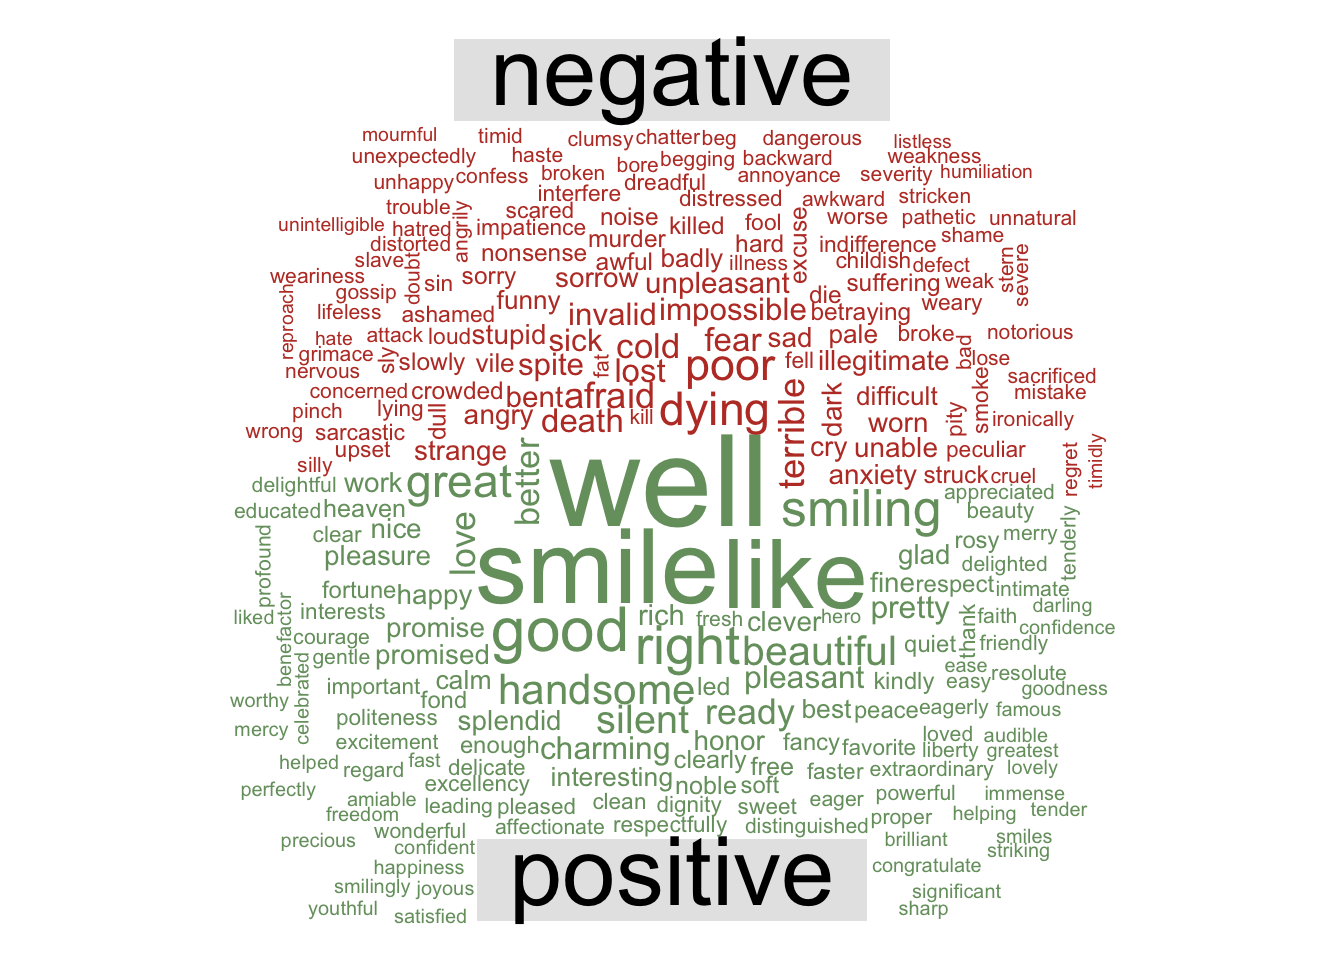 negative
mournful timid clumsy chatter beg dangerous listless
unexpectedly haste bore begging backward weakness
unhappy confess broken dreadful annoyance severity humiliation
interfere distressed awkward stricken
trouble scared noise killed fool excuse worse pathetic unnatural
unintelligible hatred angrily impatience murder hard indifference shame
distorted nonsense awful badly illness childish defect stern severe
slave doubt sin sorry sorrow unpleasant suffering weak
weariness gossip funny die weary
reproach lifeless ashamed invalid impossible betraying
hate attack loud stupid sick cold fear sad pale broke notorious
grimace sly slowly vile spite fat lost poor fell illegitimate bad lose
nervous concerned crowded bent afraid terrible dark difficult smoke sacrificed mistake
pinch lying dull angry death kill dying worn pity ironically
wrong sarcastic upset strange cry unable peculiar
silly anxiety struck cruel regret timidly
delightful work great better well smiling appreciated
educated heaven beauty
clear nice love rosy merry tenderly
profound pleasure smile like glad delighted
fortune happy fine respect intimate
liked benefactor interests rich fresh clever hero pretty thank faith darling
courage promise good right confidence
gentle promised beautiful quiet friendly
celebrated important calm handsome led pleasant kindly ease easy resolute
worthy fond goodness
mercy politeness splendid silent ready best peace eagerly famous
excitement enough charming honor fancy favorite loved audible
helped regard fast delicate clearly free liberty greatest
perfectly excellency interesting noble soft faster extraordinary lovely
amiable leading pleased clean dignity sweet eager powerful immense
freedom affectionate respectfully distinguished proper helping tender
precious wonderful confident brilliant smiles striking
positive
happiness congratulate
smilingly joyous significant
youthful satisfied sharp